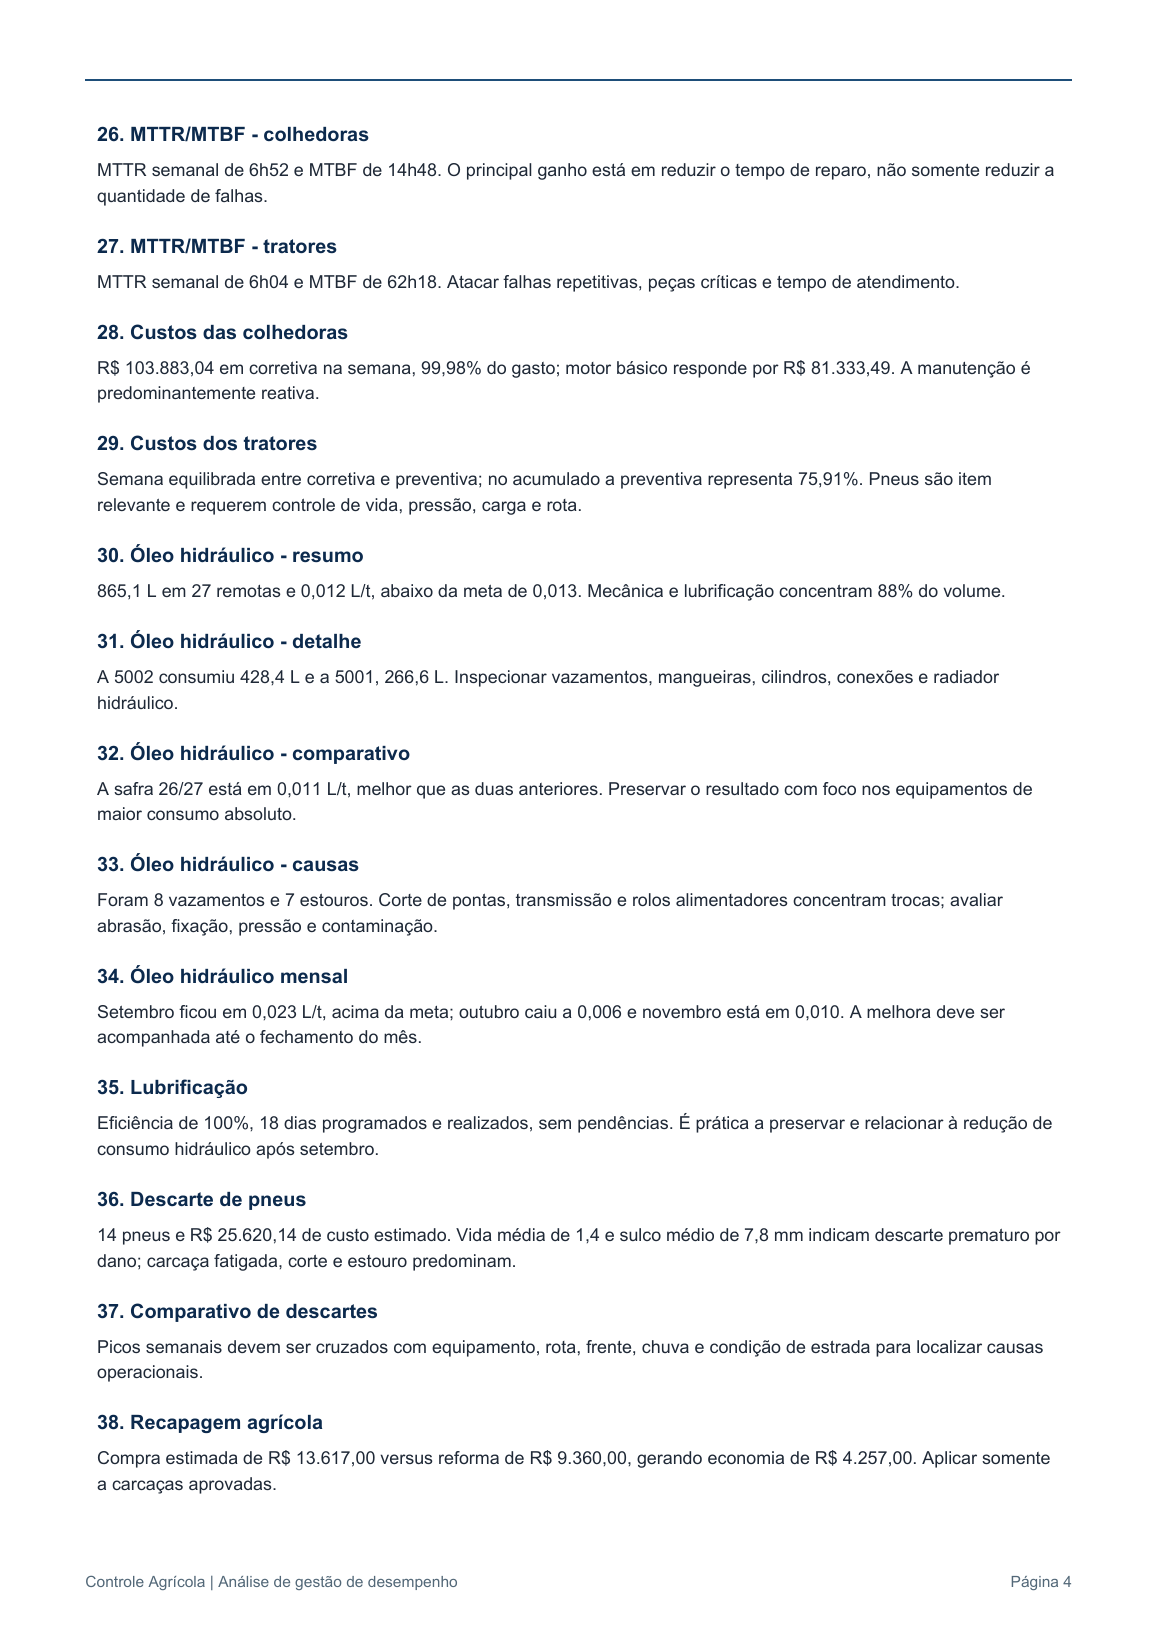 26. MTTR/MTBF - colhedoras
MTTR semanal de 6h52 e MTBF de 14h48. O principal ganho está em reduzir o tempo de reparo, não somente reduzir a
quantidade de falhas.
27. MTTR/MTBF - tratores
MTTR semanal de 6h04 e MTBF de 62h18. Atacar falhas repetitivas, peças críticas e tempo de atendimento.
28. Custos das colhedoras
R$ 103.883,04 em corretiva na semana, 99,98% do gasto; motor básico responde por R$ 81.333,49. A manutenção é
predominantemente reativa.
29. Custos dos tratores
Semana equilibrada entre corretiva e preventiva; no acumulado a preventiva representa 75,91%. Pneus são item
relevante e requerem controle de vida, pressão, carga e rota.
30. Óleo hidráulico - resumo
865,1 L em 27 remotas e 0,012 L/t, abaixo da meta de 0,013. Mecânica e lubrificação concentram 88% do volume.
31. Óleo hidráulico - detalhe
A 5002 consumiu 428,4 L e a 5001, 266,6 L. Inspecionar vazamentos, mangueiras, cilindros, conexões e radiador
hidráulico.
32. Óleo hidráulico - comparativo
A safra 26/27 está em 0,011 L/t, melhor que as duas anteriores. Preservar o resultado com foco nos equipamentos de
maior consumo absoluto.
33. Óleo hidráulico - causas
Foram 8 vazamentos e 7 estouros. Corte de pontas, transmissão e rolos alimentadores concentram trocas; avaliar
abrasão, fixação, pressão e contaminação.
34. Óleo hidráulico mensal
Setembro ficou em 0,023 L/t, acima da meta; outubro caiu a 0,006 e novembro está em 0,010. A melhora deve ser
acompanhada até o fechamento do mês.
35. Lubrificação
Eficiência de 100%, 18 dias programados e realizados, sem pendências. É prática a preservar e relacionar à redução de
consumo hidráulico após setembro.
36. Descarte de pneus
14 pneus e R$ 25.620,14 de custo estimado. Vida média de 1,4 e sulco médio de 7,8 mm indicam descarte prematuro por
dano; carcaça fatigada, corte e estouro predominam.
37. Comparativo de descartes
Picos semanais devem ser cruzados com equipamento, rota, frente, chuva e condição de estrada para localizar causas
operacionais.
38. Recapagem agrícola
Compra estimada de R$ 13.617,00 versus reforma de R$ 9.360,00, gerando economia de R$ 4.257,00. Aplicar somente
a carcaças aprovadas.
Controle Agrícola | Análise de gestão de desempenho
Página 4